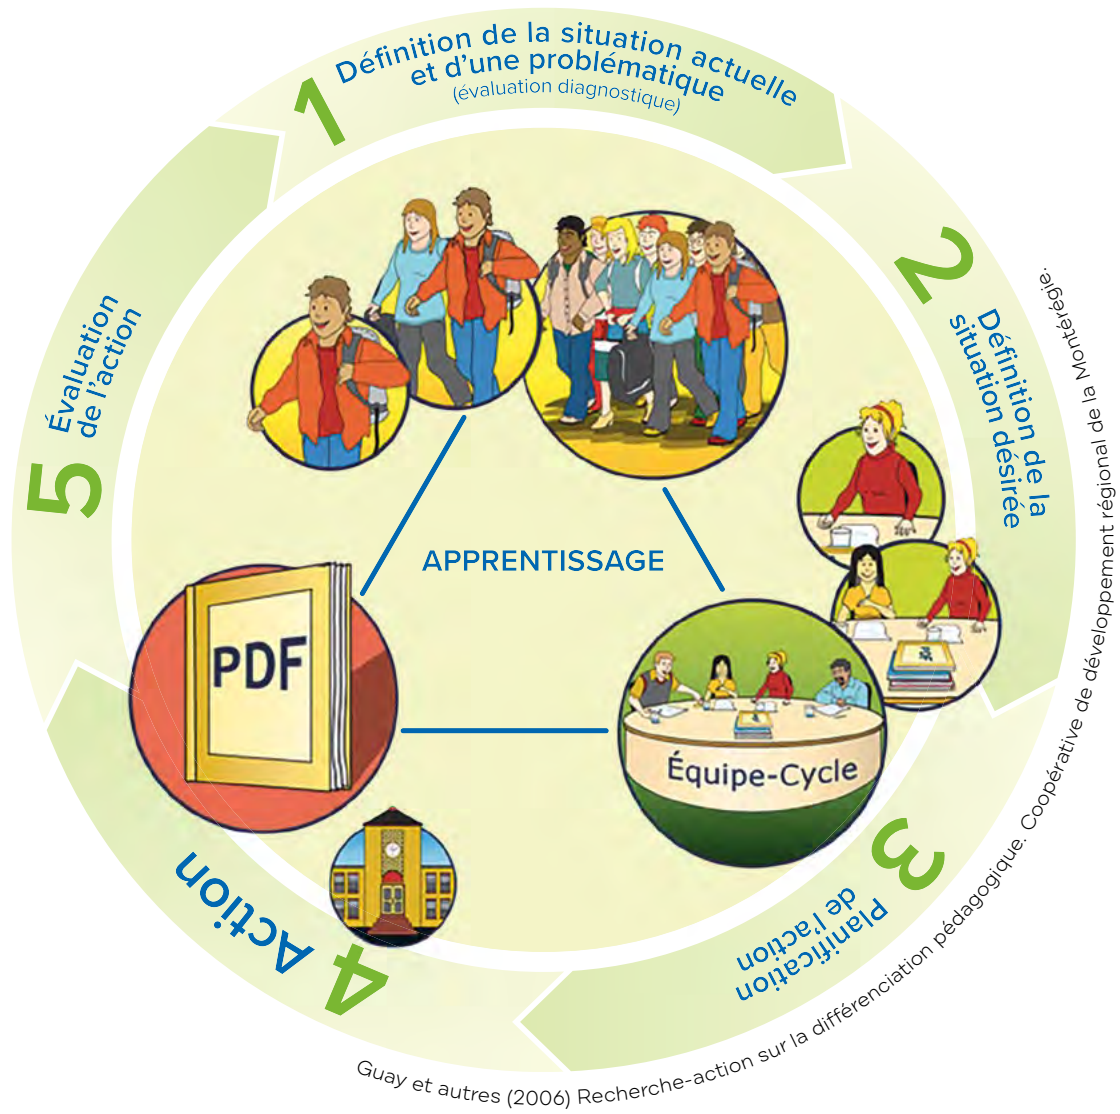 1
Définition de la situation actuelle
et d'une problématique
(évaluation diagnostique)
2
Définition de la
situation désirée
3
Planification
de l'action
4
Action
5
Évaluation
de l'action
APPRENTISSAGE
PDF
Équipe-Cycle
Guay et autres (2006) Recherche-action sur la différenciation pédagogique. Coopérative de développement régional de la Montérégie.